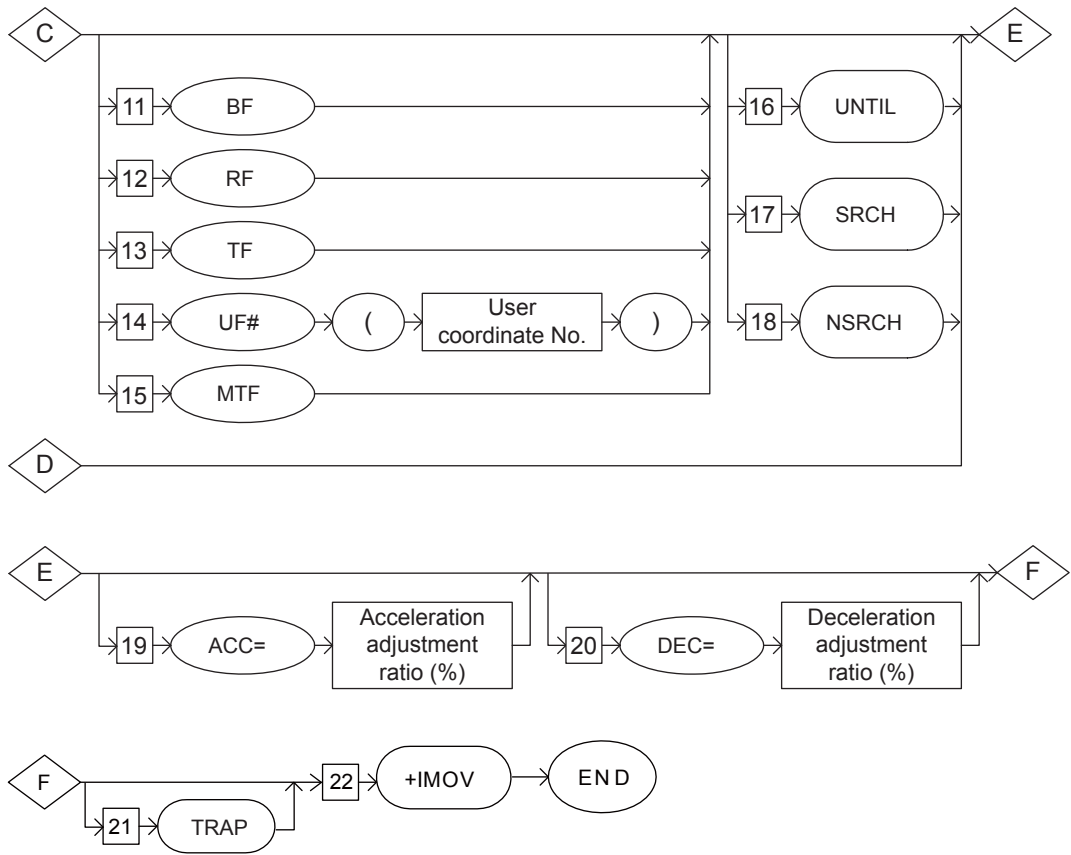 C
E
11
BF
16
UNTIL
12
RF
17
SRCH
13
TF
14
UF#
(
User
coordinate No.
)
18
NSRCH
15
MTF
D
E
F
19
ACC=
Acceleration
adjustment
ratio (%)
20
DEC=
Deceleration
adjustment
ratio (%)
F
22
+IMOV
END
21
TRAP